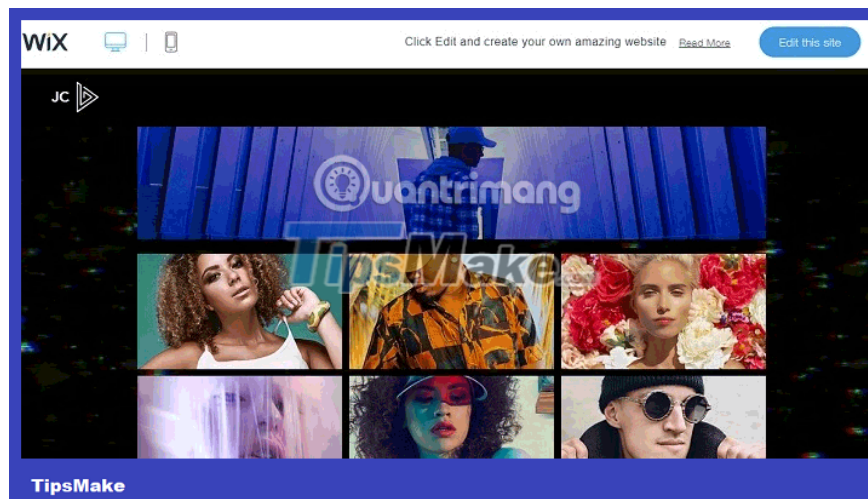 WiX
Click Edit and create your own amazing website Read More Edit this site
JC
Quantrimang
TipsMake
TipsMake